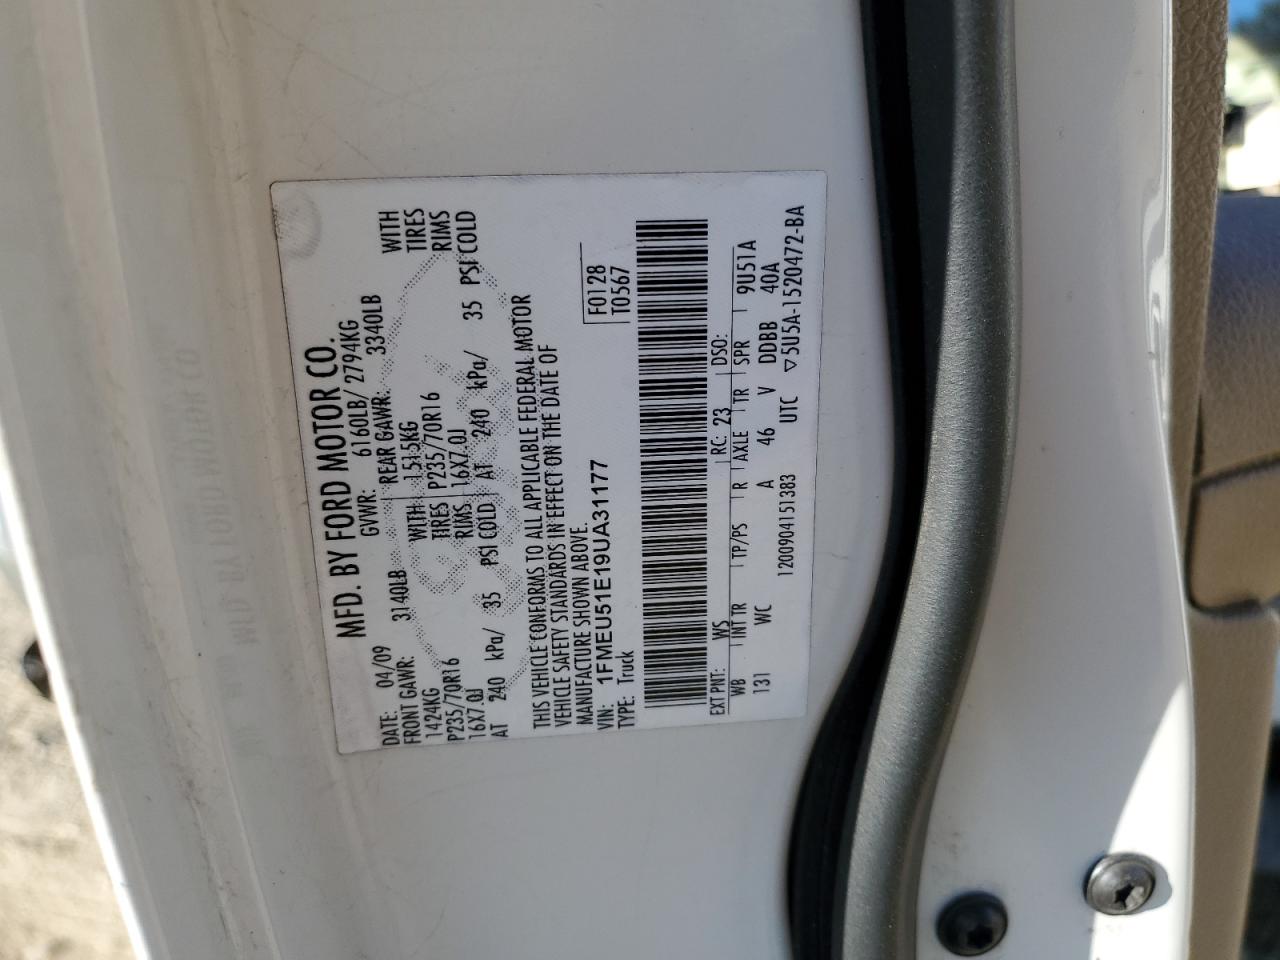 MFD. BY FORD MOTOR CO.
DATE: 04/09 GVWR: 6160LB/ 2794KG
FRONT GAWR: 3140LB REAR GAWR: 3340LB
1424KG WITH 1515KG WITH
P235/70R16 TIRES P235/70R16 TIRES
16X7.0J RIMS 16X7.0J RIMS
AT 240 kPa/ 35 PSI COLD AT 240 kPa/ 35 PSI COLD
THIS VEHICLE CONFORMS TO ALL APPLICABLE FEDERAL MOTOR
VEHICLE SAFETY STANDARDS IN EFFECT ON THE DATE OF
MANUFACTURE SHOWN ABOVE.
VIN: 1FMEU51E19UA31177 F0128
TYPE: Truck T0567
EXT PNT: WS RC: 23 DSO:
WB INT TR TP/PS R AXLE TR SPR 9U51A
131 WC A 46 V DDBB 40A
1200904151383 UTC ▽5U5A-1520472-BA